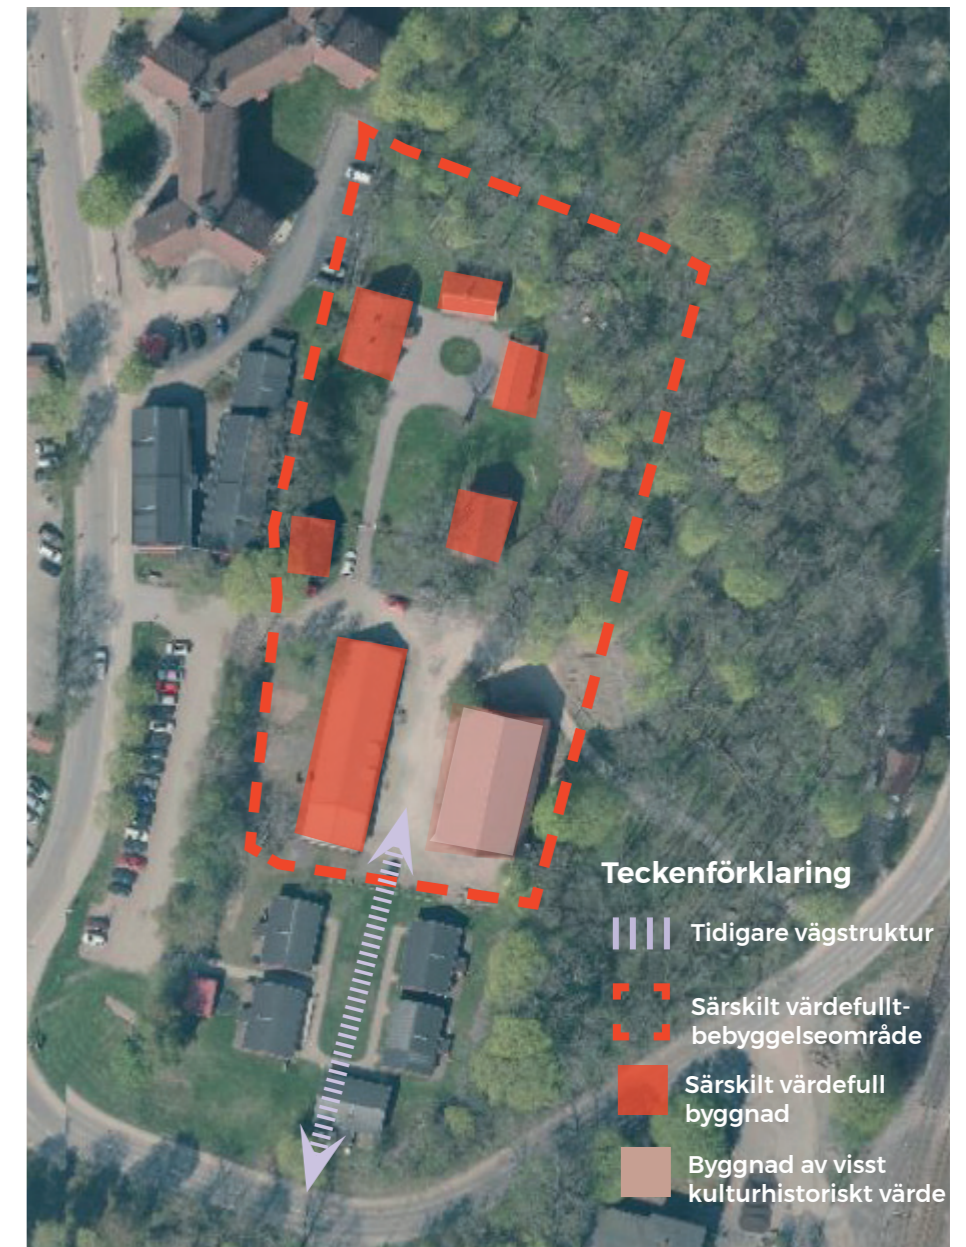 Teckenförklaring
Tidigare vägstruktur
Särskilt värdefullt-
bebyggelseområde
Särskilt värdefull
byggnad
Byggnad av visst
kulturhistoriskt värde